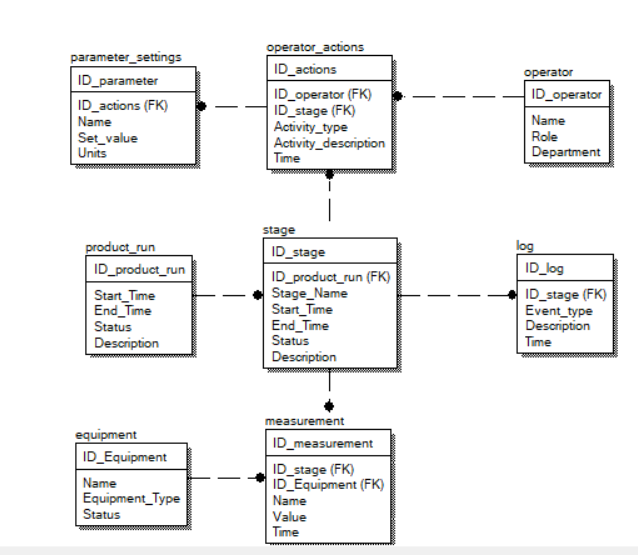 parameter_settings
ID_parameter
ID_actions (FK)
Name
Set_value
Units
operator_actions
ID_actions
ID_operator (FK)
ID_stage (FK)
Activity_type
Activity_description
Time
operator
ID_operator
Name
Role
Department
product_run
ID_product_run
Start_Time
End_Time
Status
Description
stage
ID_stage
ID_product_run (FK)
Stage_Name
Start_Time
End_Time
Status
Description
log
ID_log
ID_stage (FK)
Event_type
Description
Time
equipment
ID_Equipment
Name
Equipment_Type
Status
measurement
ID_measurement
ID_stage (FK)
ID_Equipment (FK)
Name
Value
Time